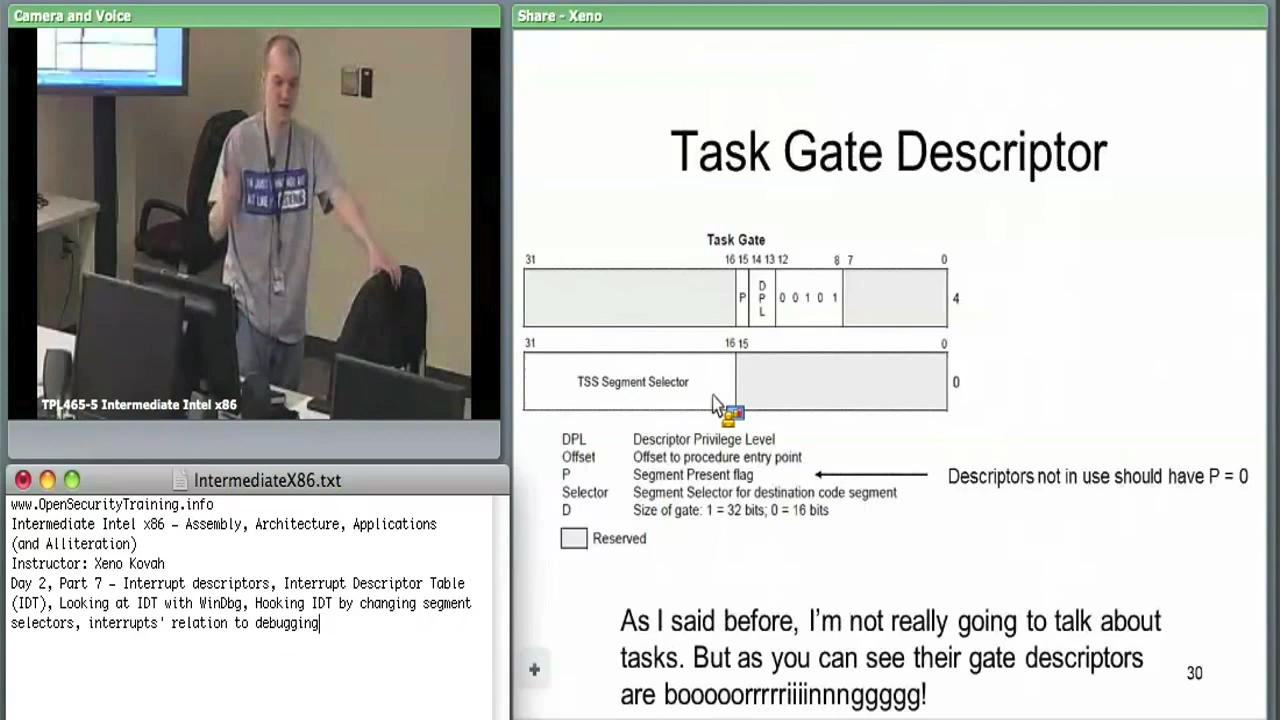 Camera and Voice
TPL465-5 Intermediate Intel x86
IntermediateX86.txt
www.OpenSecurityTraining.info
Intermediate Intel x86 – Assembly, Architecture, Applications
(and Alliteration)
Instructor: Xeno Kovah
Day 2, Part 7 – Interrupt descriptors, Interrupt Descriptor Table
(IDT), Looking at IDT with WinDbg, Hooking IDT by changing segment
selectors, interrupts' relation to debugging
Share - Xeno
Task Gate Descriptor
Task Gate
31 16 15 14 13 12 8 7 0
P DPL 0 0 1 0 1 4
31 16 15 0
TSS Segment Selector 0
DPL Descriptor Privilege Level
Offset Offset to procedure entry point
P Segment Present flag Descriptors not in use should have P = 0
Selector Segment Selector for destination code segment
D Size of gate: 1 = 32 bits; 0 = 16 bits
Reserved
As I said before, I’m not really going to talk about
tasks. But as you can see their gate descriptors
are booooorrrrriiiinnnggggg!
30